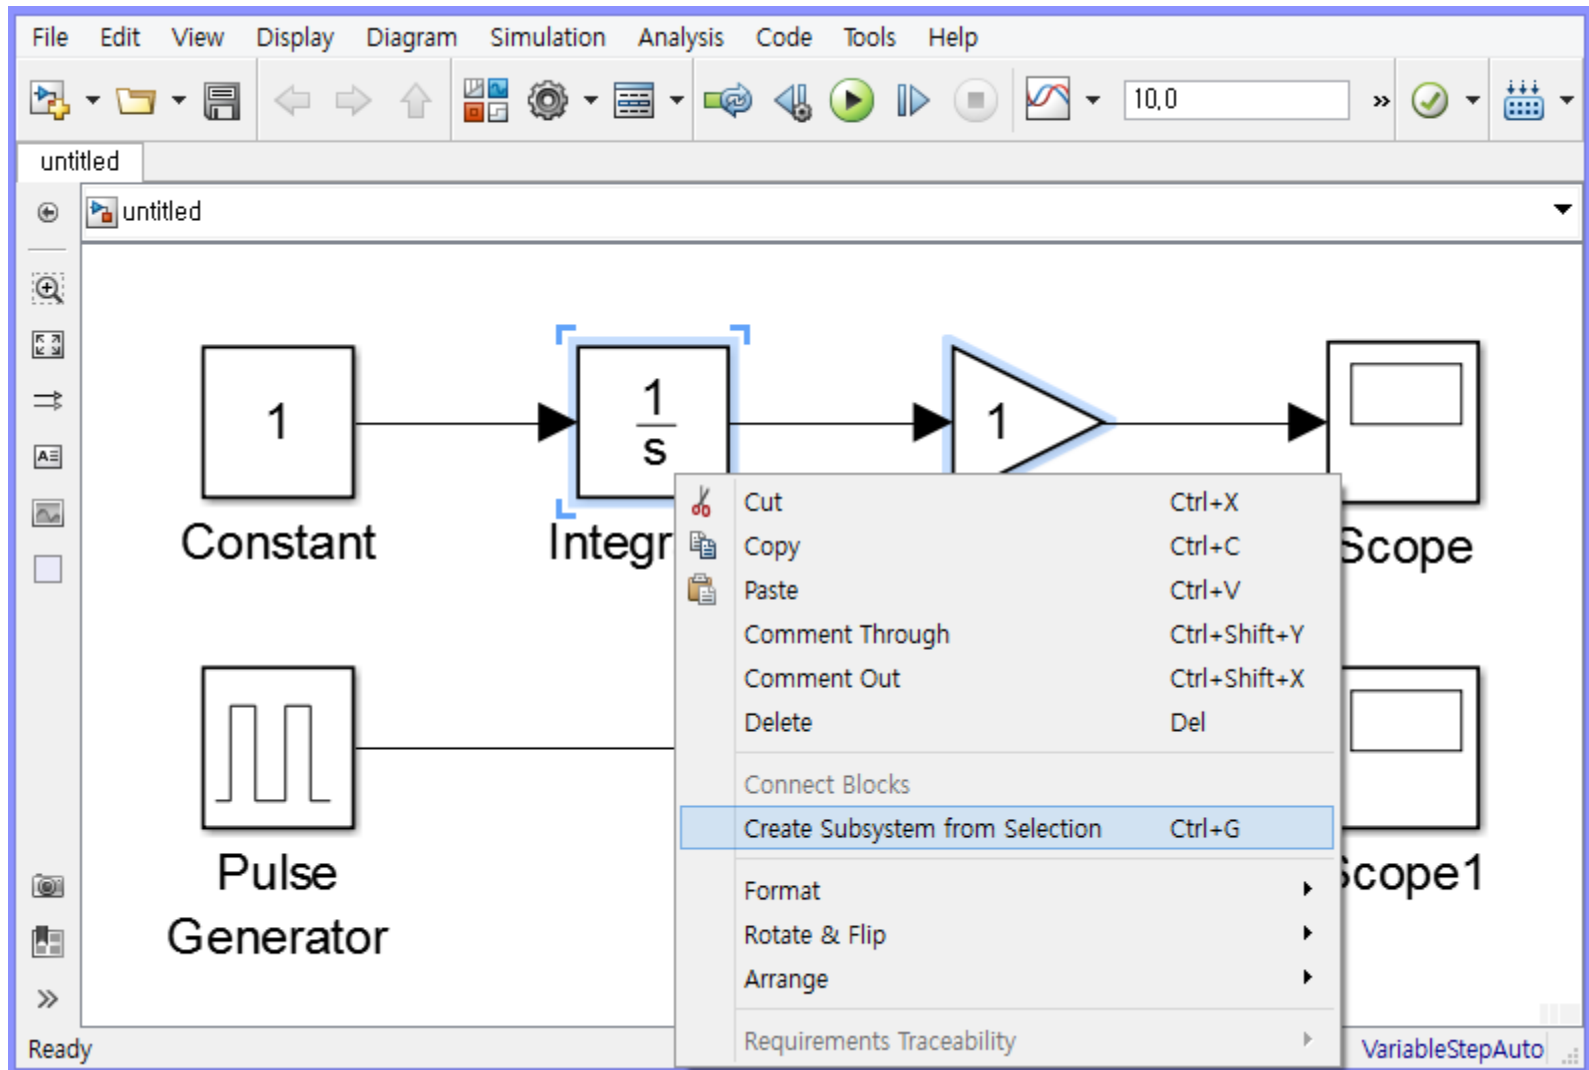 File Edit View Display Diagram Simulation Analysis Code Tools Help
10,0
untitled
untitled
1
1
s
1
Constant
Integr
Scope
Pulse
Generator
cope1
Cut Ctrl+X
Copy Ctrl+C
Paste Ctrl+V
Comment Through Ctrl+Shift+Y
Comment Out Ctrl+Shift+X
Delete Del
Connect Blocks
Create Subsystem from Selection Ctrl+G
Format
Rotate & Flip
Arrange
Requirements Traceability
Ready
VariableStepAuto